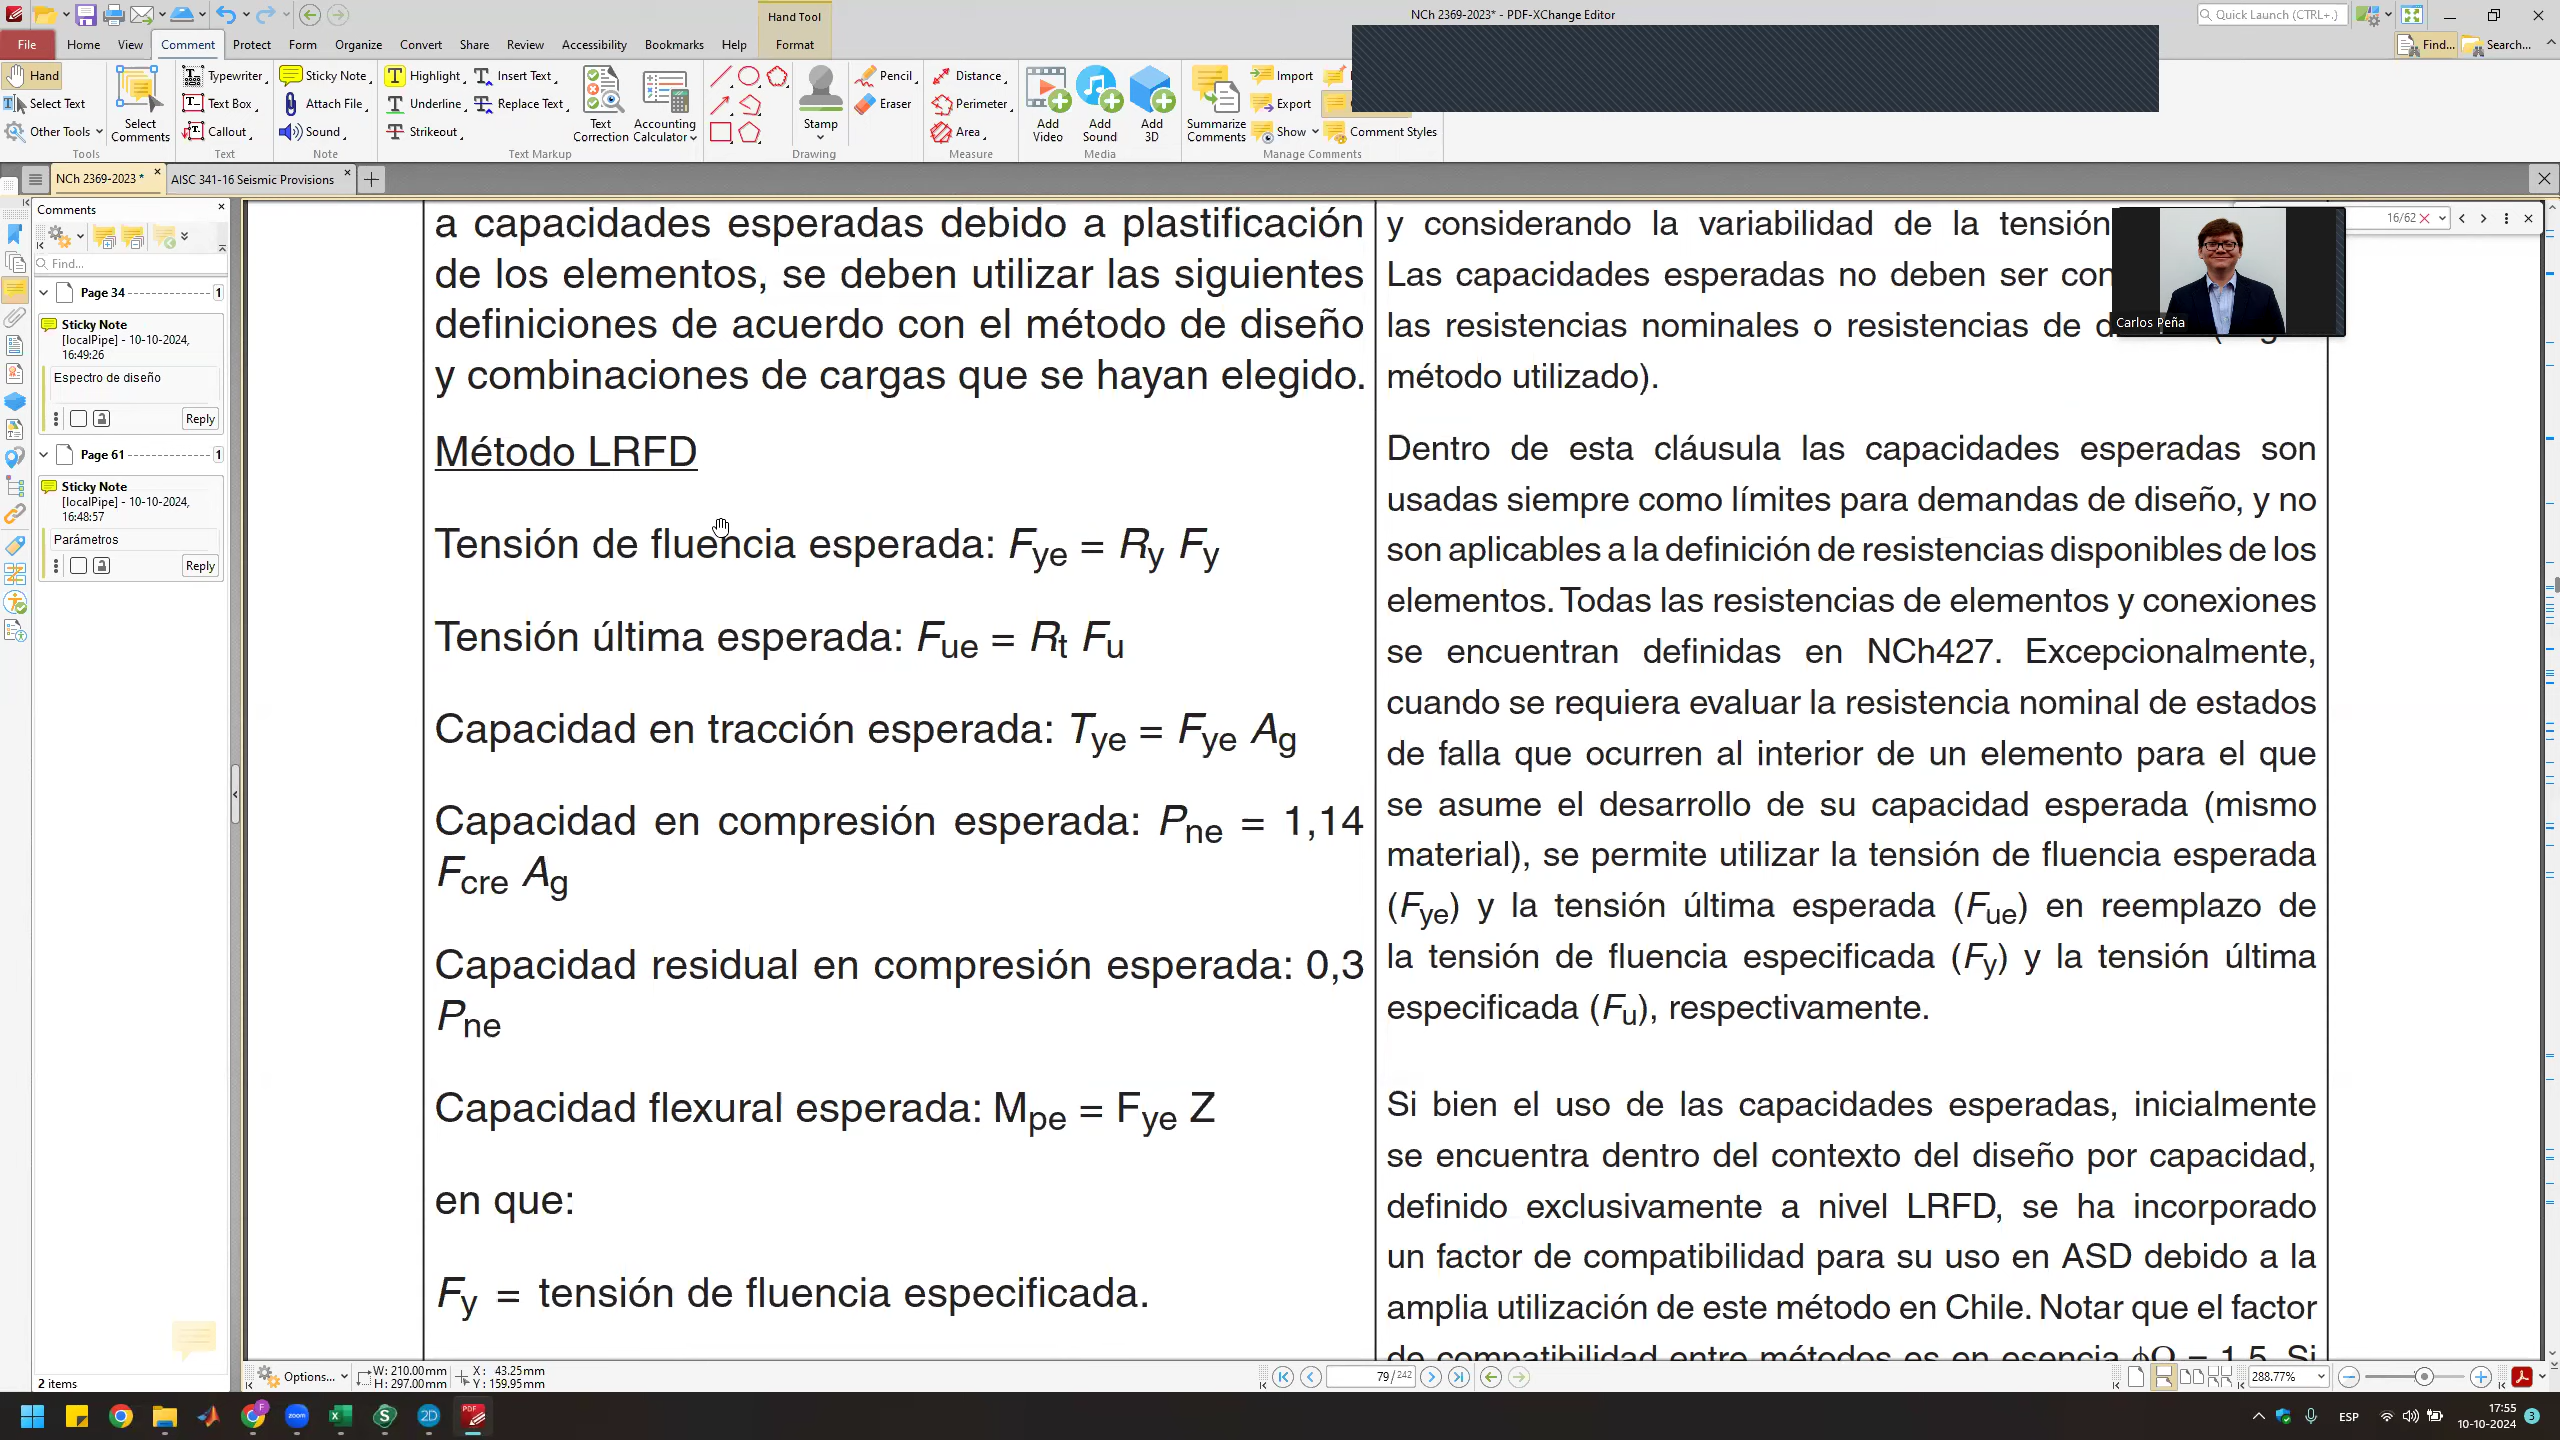 NCh 2369-2023* - PDF-XChange Editor
Hand Tool
Quick Launch (CTRL+.)
File
Home
View
Comment
Protect
Form
Organize
Convert
Share
Review
Accessibility
Bookmarks
Help
Format
Find...
Search...
Hand
Select Text
Other Tools
Tools
Select Comments
Typewriter
Text Box
Callout
Text
Sticky Note
Attach File
Sound
Note
Highlight
Underline
Strikeout
Insert Text
Replace Text
Text Markup
Text Correction
Accounting Calculator
Stamp
Drawing
Pencil
Eraser
Distance
Perimeter
Area
Measure
Add Video
Add Sound
Add 3D
Media
Summarize Comments
Import
Export
Show
Comment Styles
Manage Comments
NCh 2369-2023 *
AISC 341-16 Seismic Provisions
Comments
Find...
Page 34
1
Sticky Note
[localPipe] - 10-10-2024,
16:49:26
Espectro de diseño
Reply
Page 61
1
Sticky Note
[localPipe] - 10-10-2024,
16:48:57
Parámetros
Reply
2 items
a capacidades esperadas debido a plastificación
de los elementos, se deben utilizar las siguientes
definiciones de acuerdo con el método de diseño
y combinaciones de cargas que se hayan elegido.
Método LRFD
Tensión de fluencia esperada: Fye = Ry Fy
Tensión última esperada: Fue = Rt Fu
Capacidad en tracción esperada: Tye = Fye Ag
Capacidad en compresión esperada: Pne = 1,14
Fcre Ag
Capacidad residual en compresión esperada: 0,3
Pne
Capacidad flexural esperada: Mpe = Fye Z
en que:
Fy = tensión de fluencia especificada.
y considerando la variabilidad de la tensión
Las capacidades esperadas no deben ser con
las resistencias nominales o resistencias de d
método utilizado).
Dentro de esta cláusula las capacidades esperadas son
usadas siempre como límites para demandas de diseño, y no
son aplicables a la definición de resistencias disponibles de los
elementos. Todas las resistencias de elementos y conexiones
se encuentran definidas en NCh427. Excepcionalmente,
cuando se requiera evaluar la resistencia nominal de estados
de falla que ocurren al interior de un elemento para el que
se asume el desarrollo de su capacidad esperada (mismo
material), se permite utilizar la tensión de fluencia esperada
(Fye) y la tensión última esperada (Fue) en reemplazo de
la tensión de fluencia especificada (Fy) y la tensión última
especificada (Fu), respectivamente.
Si bien el uso de las capacidades esperadas, inicialmente
se encuentra dentro del contexto del diseño por capacidad,
definido exclusivamente a nivel LRFD, se ha incorporado
un factor de compatibilidad para su uso en ASD debido a la
amplia utilización de este método en Chile. Notar que el factor
de compatibilidad entre métodos es en esencia ϕΩ = 1,5. Si
16/62
Carlos Peña
Options...
W: 210.00mm
H: 297.00mm
X: 43.25mm
Y: 159.95mm
79/242
288.77%
ESP
17:55
10-10-2024
3